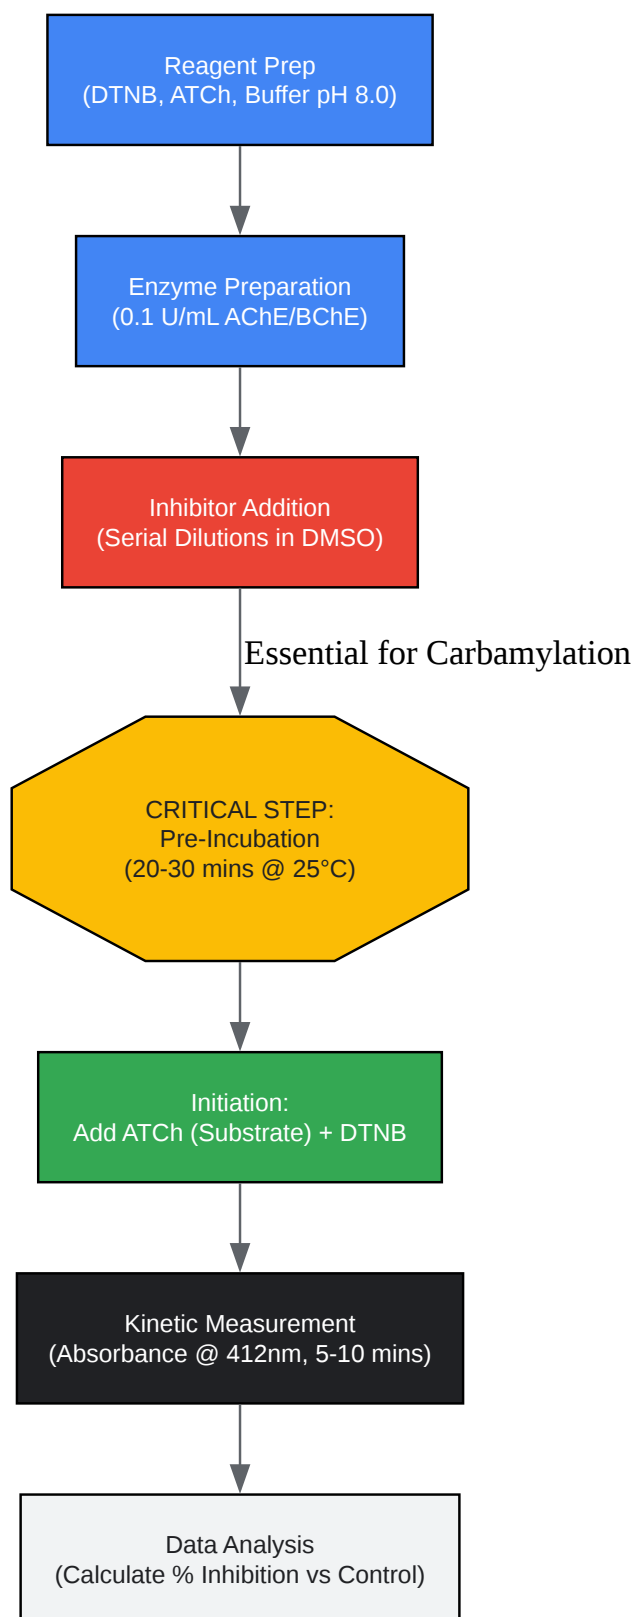 Reagent Prep
(DTNB, ATCh, Buffer pH 8.0)
Enzyme Preparation
(0.1 U/mL AChE/BChE)
Inhibitor Addition
(Serial Dilutions in DMSO)
Essential for Carbamylation
CRITICAL STEP:
Pre-Incubation
(20-30 mins @ 25°C)
Initiation:
Add ATCh (Substrate) + DTNB
Kinetic Measurement
(Absorbance @ 412nm, 5-10 mins)
Data Analysis
(Calculate % Inhibition vs Control)